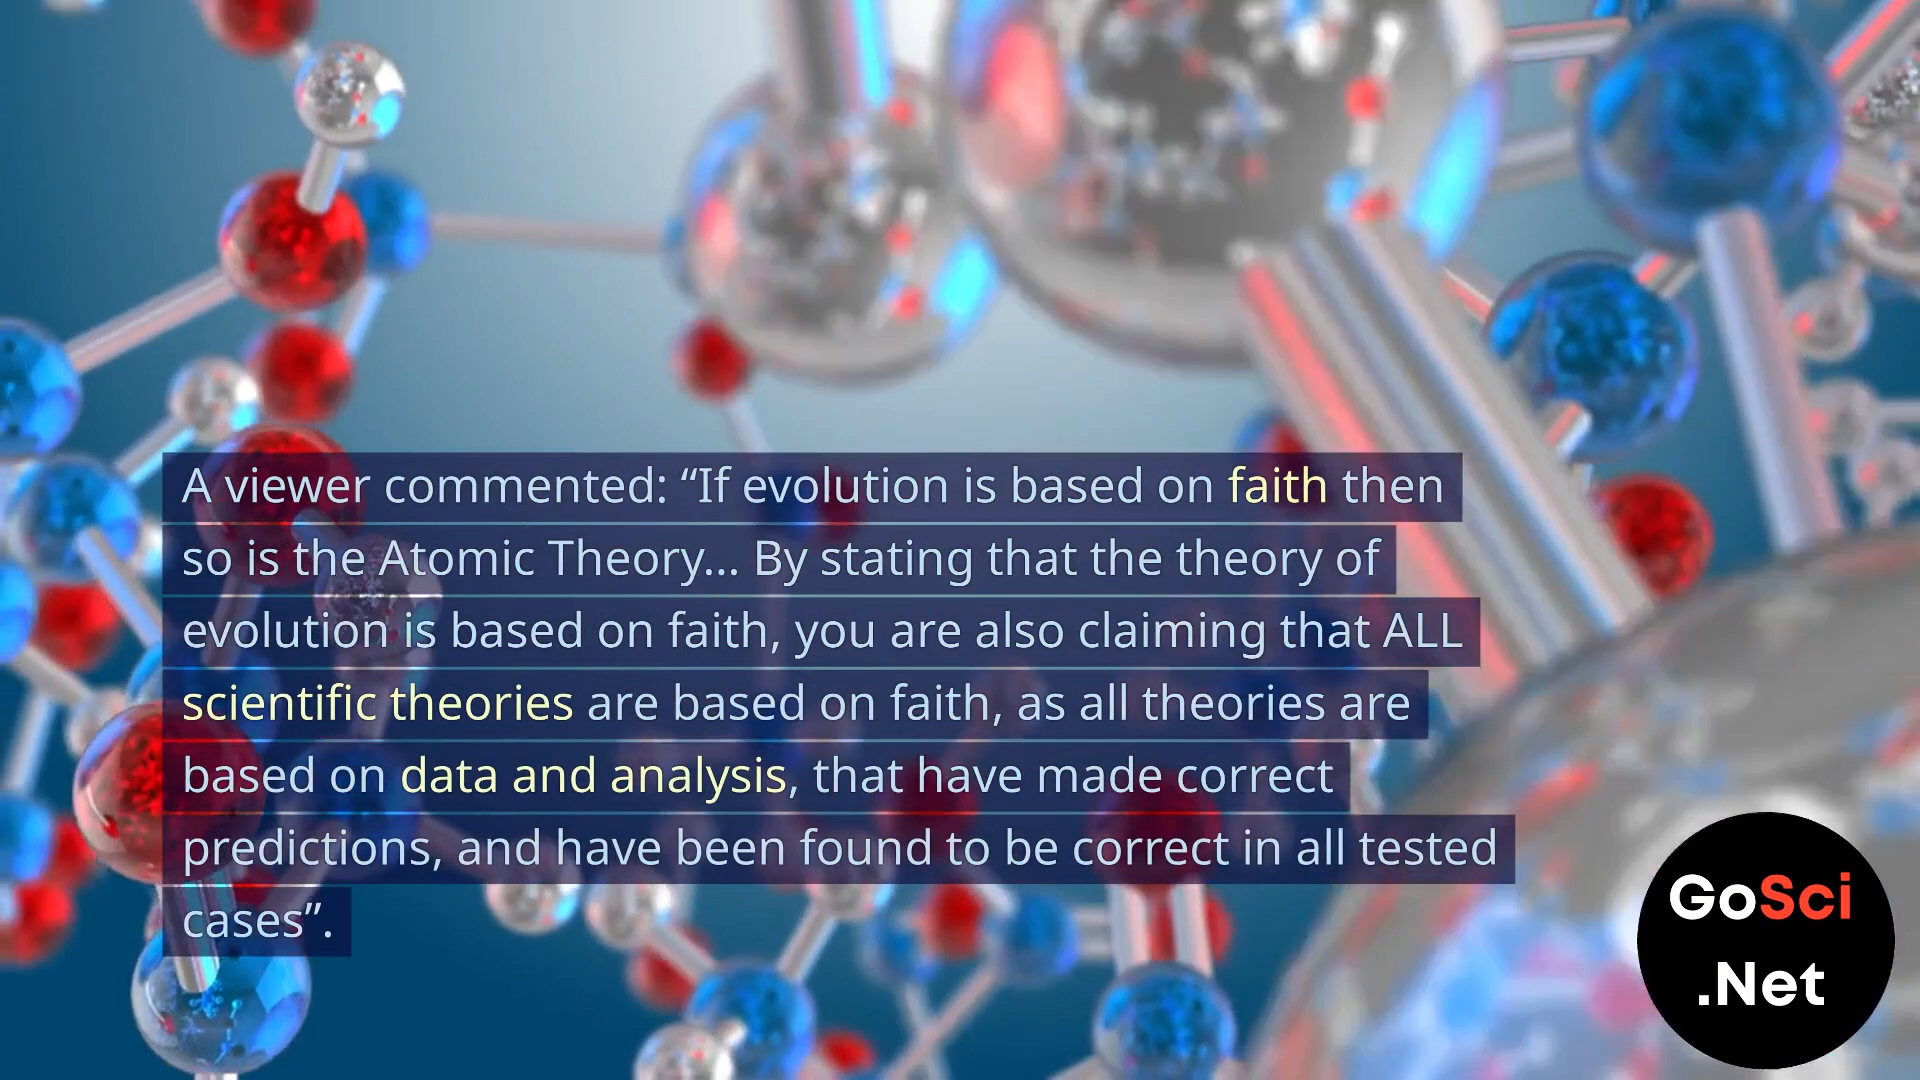 A viewer commented: “If evolution is based on faith then
so is the Atomic Theory... By stating that the theory of
evolution is based on faith, you are also claiming that ALL
scientific theories are based on faith, as all theories are
based on data and analysis, that have made correct
predictions, and have been found to be correct in all tested
cases”.
GoSci
.Net